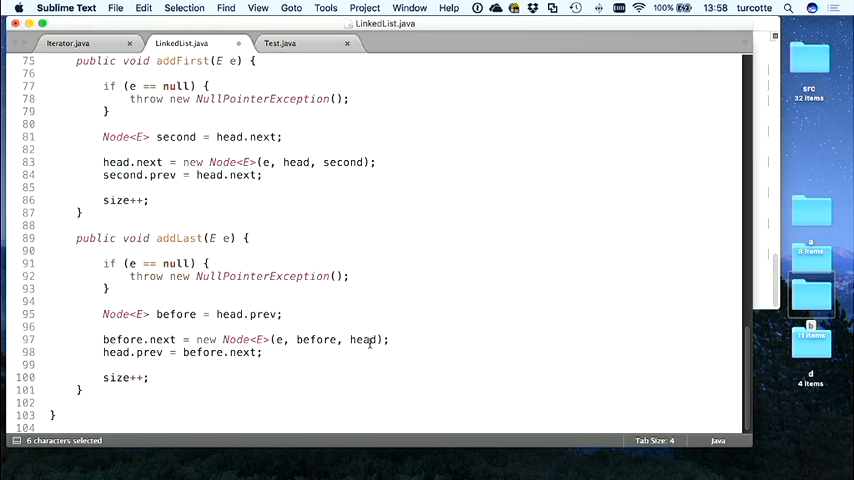 Sublime Text File Edit Selection Find View Goto Tools Project Window Help 100% 13:58 turcotte
LinkedList.java
Iterator.java × LinkedList.java Test.java ×
75 public void addFirst(E e) {
76
77 if (e == null) {
78 throw new NullPointerException();
79 }
80
81 Node<E> second = head.next;
82
83 head.next = new Node<E>(e, head, second);
84 second.prev = head.next;
85
86 size++;
87 }
88
89 public void addLast(E e) {
90
91 if (e == null) {
92 throw new NullPointerException();
93 }
94
95 Node<E> before = head.prev;
96
97 before.next = new Node<E>(e, before, head);
98 head.prev = before.next;
99
100 size++;
101 }
102
103 }
104
6 characters selected Tab Size: 4 Java
src
32 items
a
8 items
b
11 items
d
4 items